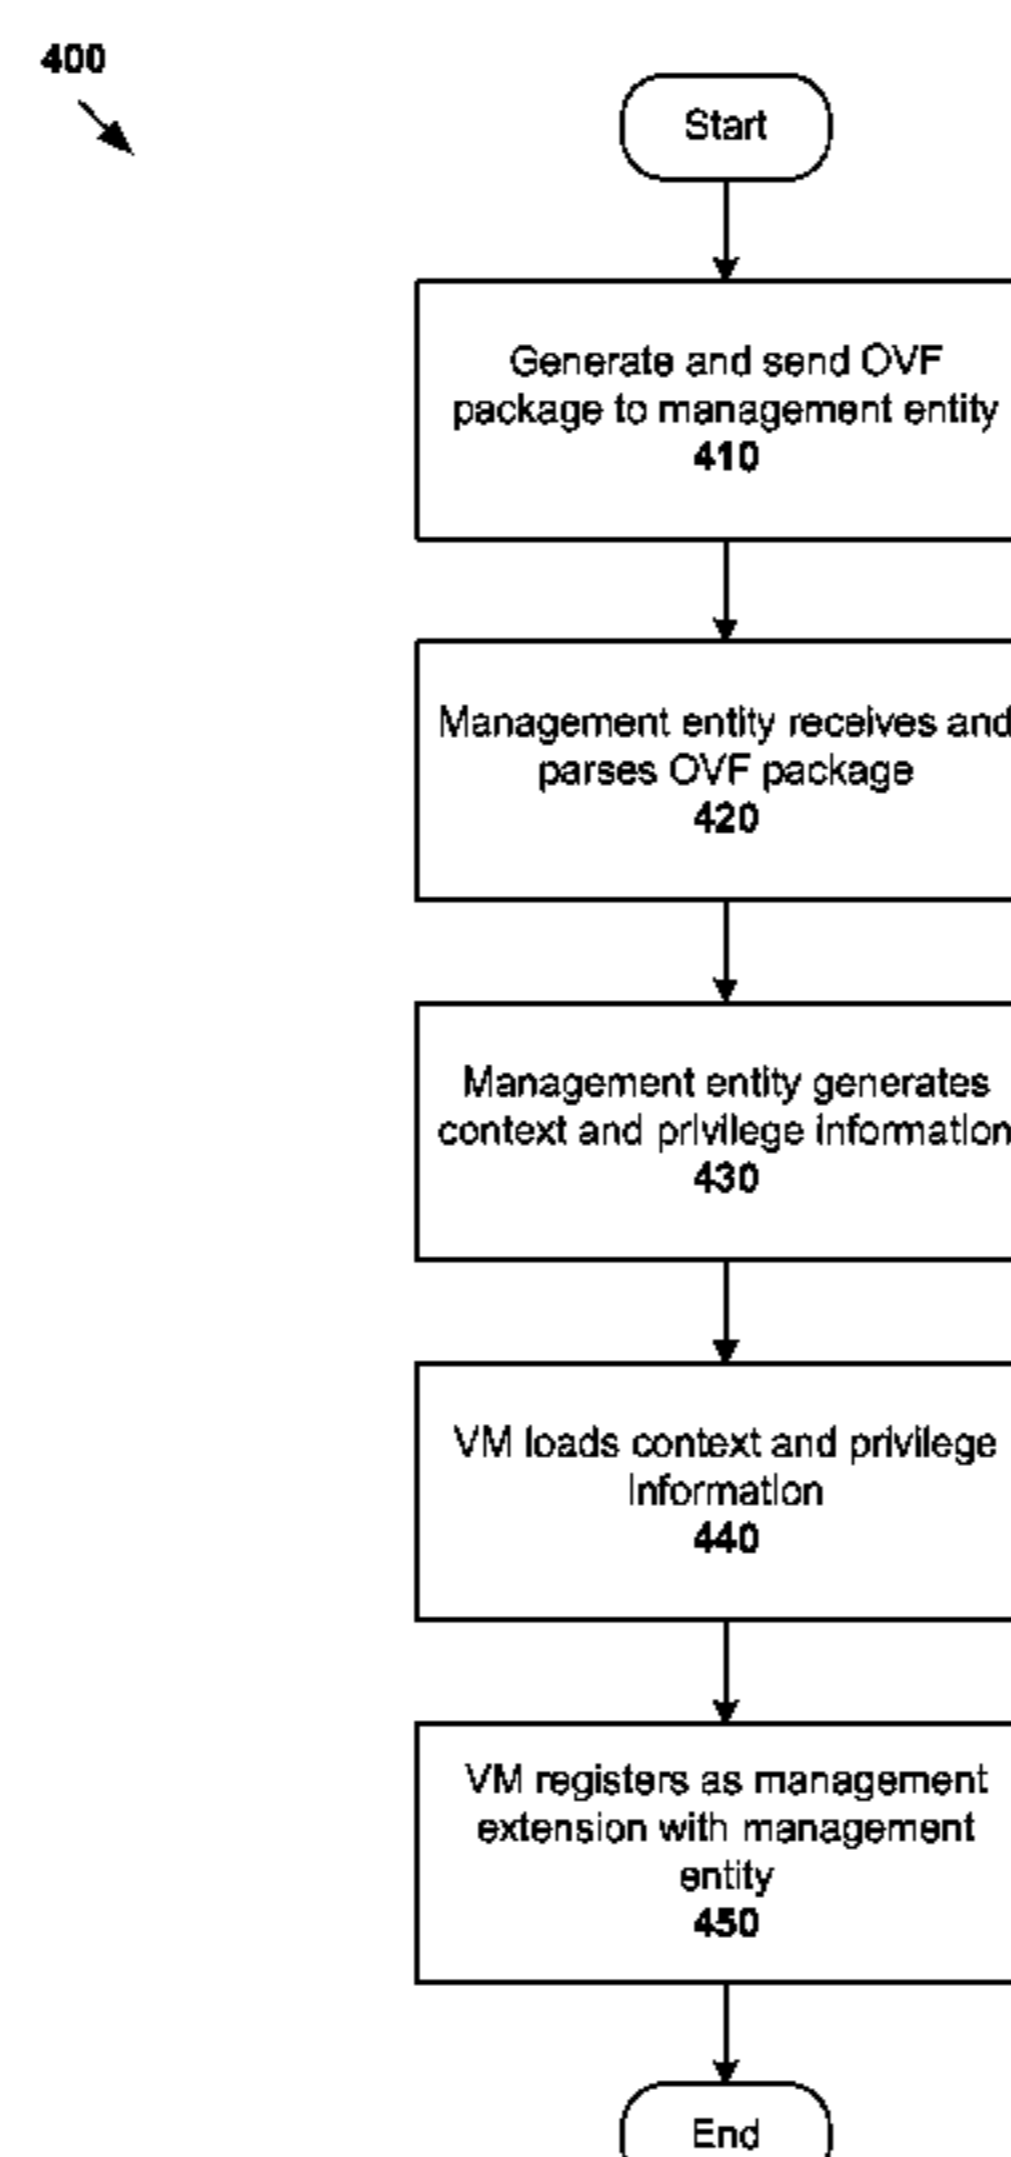 400
Start
Generate and send OVF
package to management entity
410
Management entity receives and
parses OVF package
420
Management entity generates
context and privilege information
430
VM loads context and privilege
information
440
VM registers as management
extension with management
entity
450
End